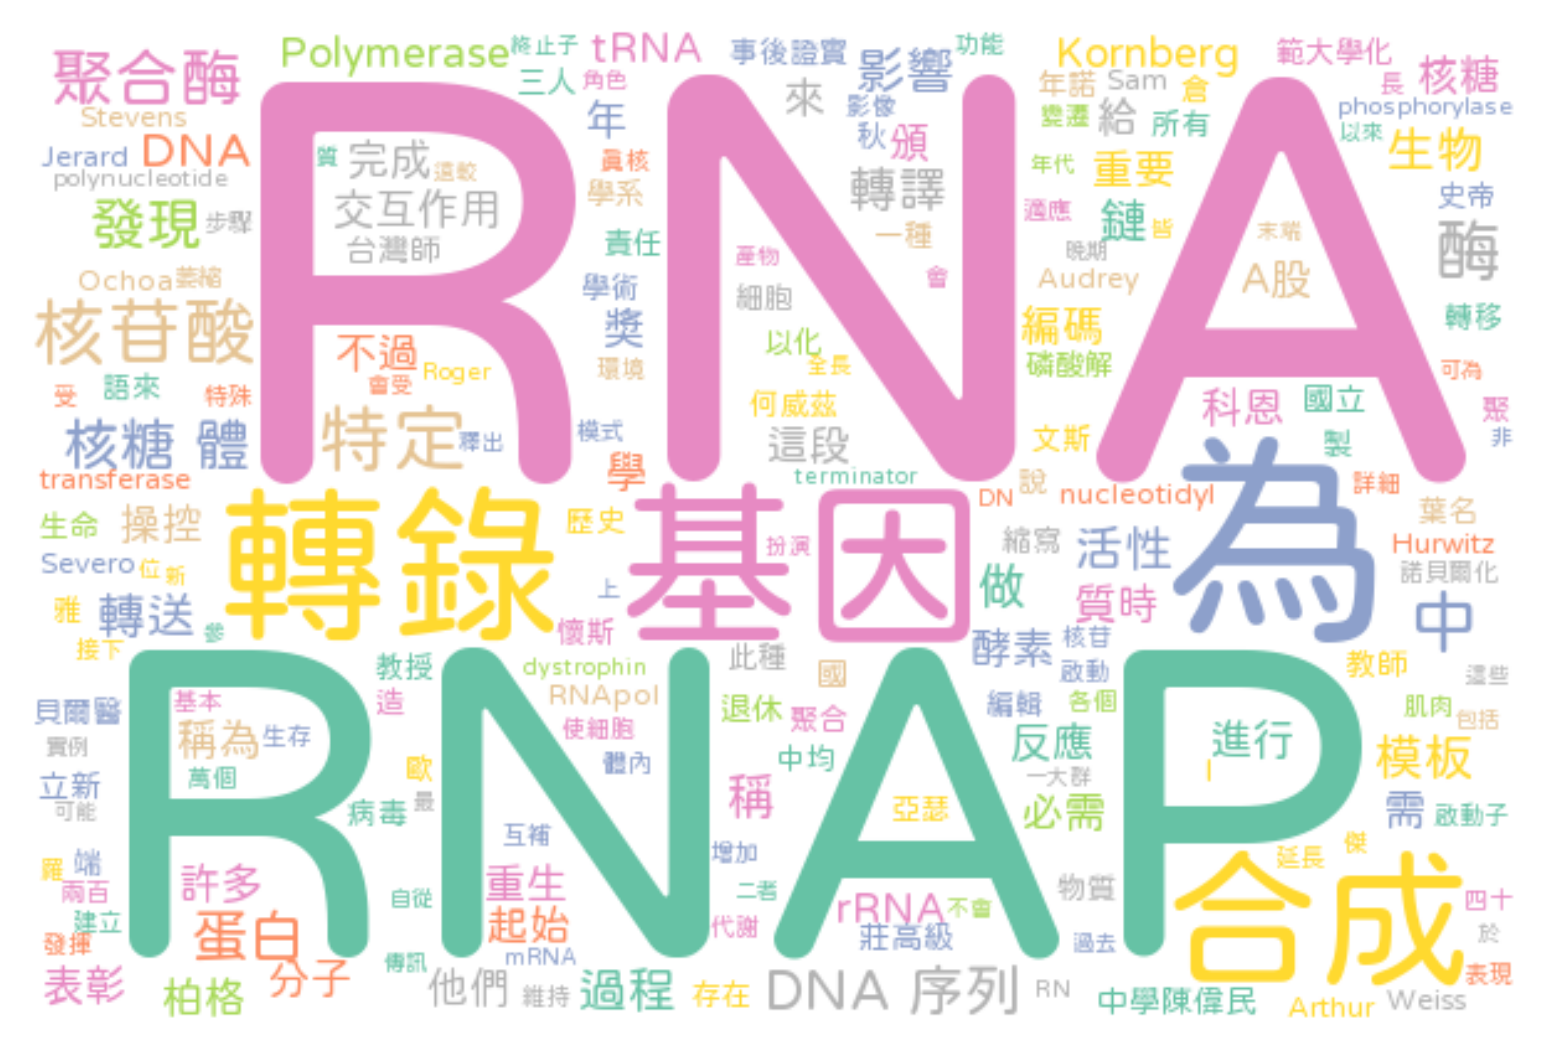 聚合酶 Polymerase 終止子 tRNA 事後證實 影響 功能 Kornberg 範大學化
三人 角色 年 來 影像 年諾 Sam 倉 長 核糖
Stevens 秋 頒 變遷 給 所有 phosphorylase
Jerard DNA 質 完成 這較 真核 以來 生物
polynucleotide 學系 轉譯 年代 重要
發現 步驟 交互作用 責任 一種 適應 鏈 皆 末端 史帝 酶
台灣師 產物 晚期
Ochoa 萎縮 學術 細胞 會 Audrey A股
核苷酸 RNA 獎 以化 編碼 轉移
不過 Roger 環境 全長 磷酸解 可為
受 語來 特殊 會受 何威茲 科恩 國立 聚
核糖 體 特定 釋出 模式 這段 文斯 製 非
transferase 學 terminator DN 說 nucleotidyl 詳細
生命 操控 轉錄 歷史 基因 扮演 縮寫 活性 為 葉名
Severo 位 新 Hurwitz
雅 轉送 參 上 做 質時 諾貝爾化 中
接下 懷斯 此種 酵素 核苷
教授 dystrophin 國 啟動 教師 這些
貝爾醫 基本 造 RNApol 退休 聚合 編輯 各個 肌肉 包括
實例 稱為 生存 RNAP 使細胞 中均 反應 進行 模板
立新 萬個 歐 體內 稱 一大群 I
可能 病毒 最 互補 亞瑟 必需 需 啟動子
羅 端 增加 延長 傑
兩百 許多 自從 重生 二者 rRNA 不會 物質 合成 四十
建立 蛋白 起始 代謝 莊高級 過去 於
發揮 分子 傳訊 mRNA 表現
表彰 柏格 他們 維持 過程 存在 DNA 序列 RN 中學陳偉民 Arthur Weiss